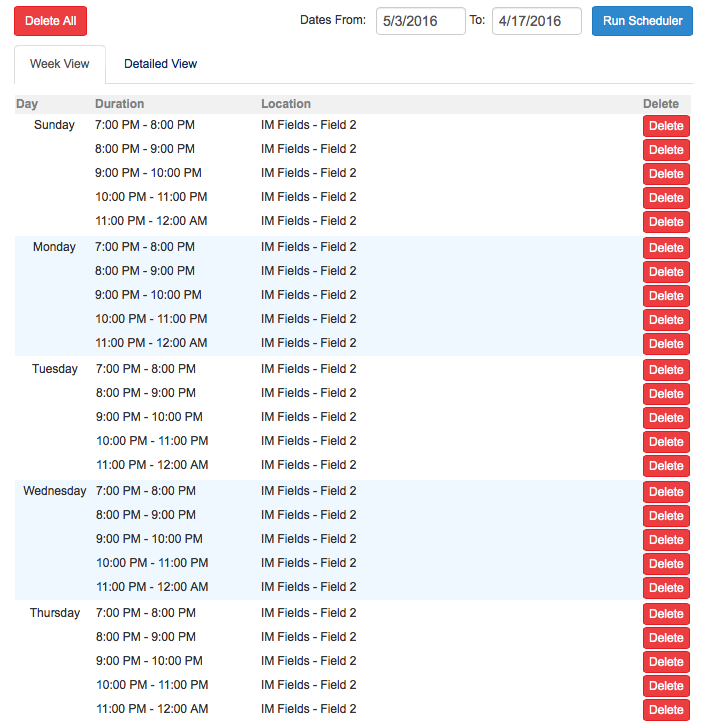 Delete All Dates From: 5/3/2016 To: 4/17/2016 Run Scheduler
Week View Detailed View
Day Duration Location Delete
Sunday 7:00 PM - 8:00 PM IM Fields - Field 2 Delete
8:00 PM - 9:00 PM IM Fields - Field 2 Delete
9:00 PM - 10:00 PM IM Fields - Field 2 Delete
10:00 PM - 11:00 PM IM Fields - Field 2 Delete
11:00 PM - 12:00 AM IM Fields - Field 2 Delete
Monday 7:00 PM - 8:00 PM IM Fields - Field 2 Delete
8:00 PM - 9:00 PM IM Fields - Field 2 Delete
9:00 PM - 10:00 PM IM Fields - Field 2 Delete
10:00 PM - 11:00 PM IM Fields - Field 2 Delete
11:00 PM - 12:00 AM IM Fields - Field 2 Delete
Tuesday 7:00 PM - 8:00 PM IM Fields - Field 2 Delete
8:00 PM - 9:00 PM IM Fields - Field 2 Delete
9:00 PM - 10:00 PM IM Fields - Field 2 Delete
10:00 PM - 11:00 PM IM Fields - Field 2 Delete
11:00 PM - 12:00 AM IM Fields - Field 2 Delete
Wednesday 7:00 PM - 8:00 PM IM Fields - Field 2 Delete
8:00 PM - 9:00 PM IM Fields - Field 2 Delete
9:00 PM - 10:00 PM IM Fields - Field 2 Delete
10:00 PM - 11:00 PM IM Fields - Field 2 Delete
11:00 PM - 12:00 AM IM Fields - Field 2 Delete
Thursday 7:00 PM - 8:00 PM IM Fields - Field 2 Delete
8:00 PM - 9:00 PM IM Fields - Field 2 Delete
9:00 PM - 10:00 PM IM Fields - Field 2 Delete
10:00 PM - 11:00 PM IM Fields - Field 2 Delete
11:00 PM - 12:00 AM IM Fields - Field 2 Delete